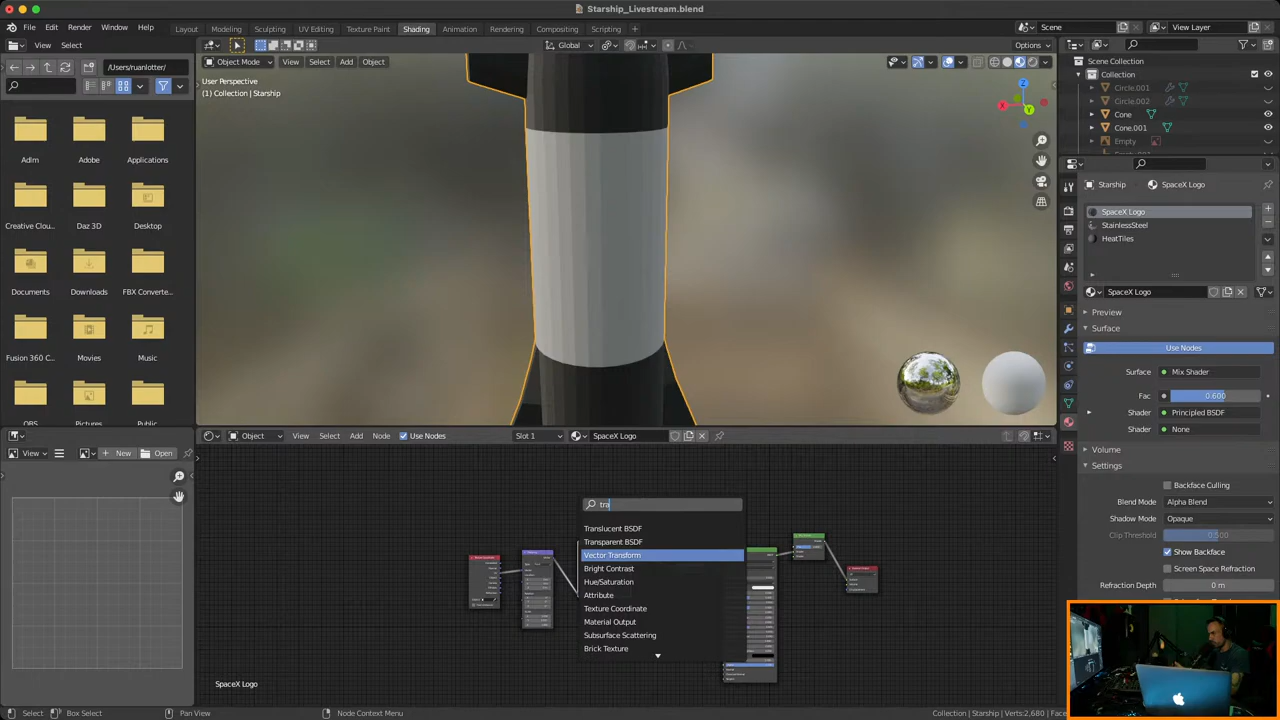 Starship_Livestream.blend
File Edit Render Window Help Layout Modeling Sculpting UV Editing Texture Paint Shading Animation Rendering Compositing Scripting Scene View Layer
View Select Object Mode View Select Add Object Global Options
/Users/ruanlotter/
User Perspective
(1) Collection | Starship
Scene Collection
Collection
Circle.001
Circle.002
Cone
Cone.001
Empty
Adlm Adobe Applications
Creative Clou... Daz 3D Desktop
Documents Downloads FBX Converte...
Fusion 360 C... Movies Music
OBS Pictures Public
X
Y
Z
Starship SpaceX Logo
SpaceX Logo
StainlessSteel
HeatTiles
SpaceX Logo
Preview
Surface
Use Nodes
Surface Mix Shader
Fac 0.600
Shader Principled BSDF
Shader None
Volume
Settings
Backface Culling
Blend Mode Alpha Blend
Shadow Mode Opaque
Clip Threshold 0.500
Show Backface
Screen Space Refraction
Refraction Depth 0 m
Object View Select Add Node Use Nodes Slot 1 SpaceX Logo
View New Open
tra
Translucent BSDF
Transparent BSDF
Vector Transform
Bright Contrast
Hue/Saturation
Attribute
Texture Coordinate
Material Output
Subsurface Scattering
Brick Texture
SpaceX Logo
Select Box Select Pan View Node Context Menu Collection | Starship | Verts:2,680 | Face